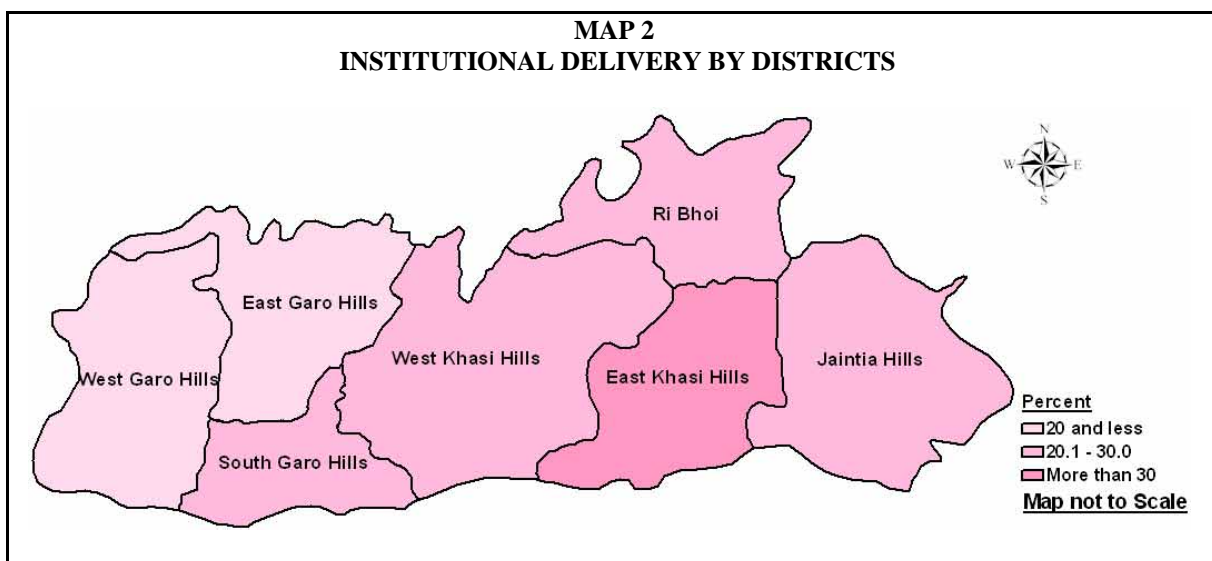 MAP 2
INSTITUTIONAL DELIVERY BY DISTRICTS
N
W E
S
Ri Bhoi
East Garo Hills
West Khasi Hills
Jaintia Hills
West Garo Hills
East Khasi Hills
South Garo Hills
Percent
20 and less
20.1 - 30.0
More than 30
Map not to Scale